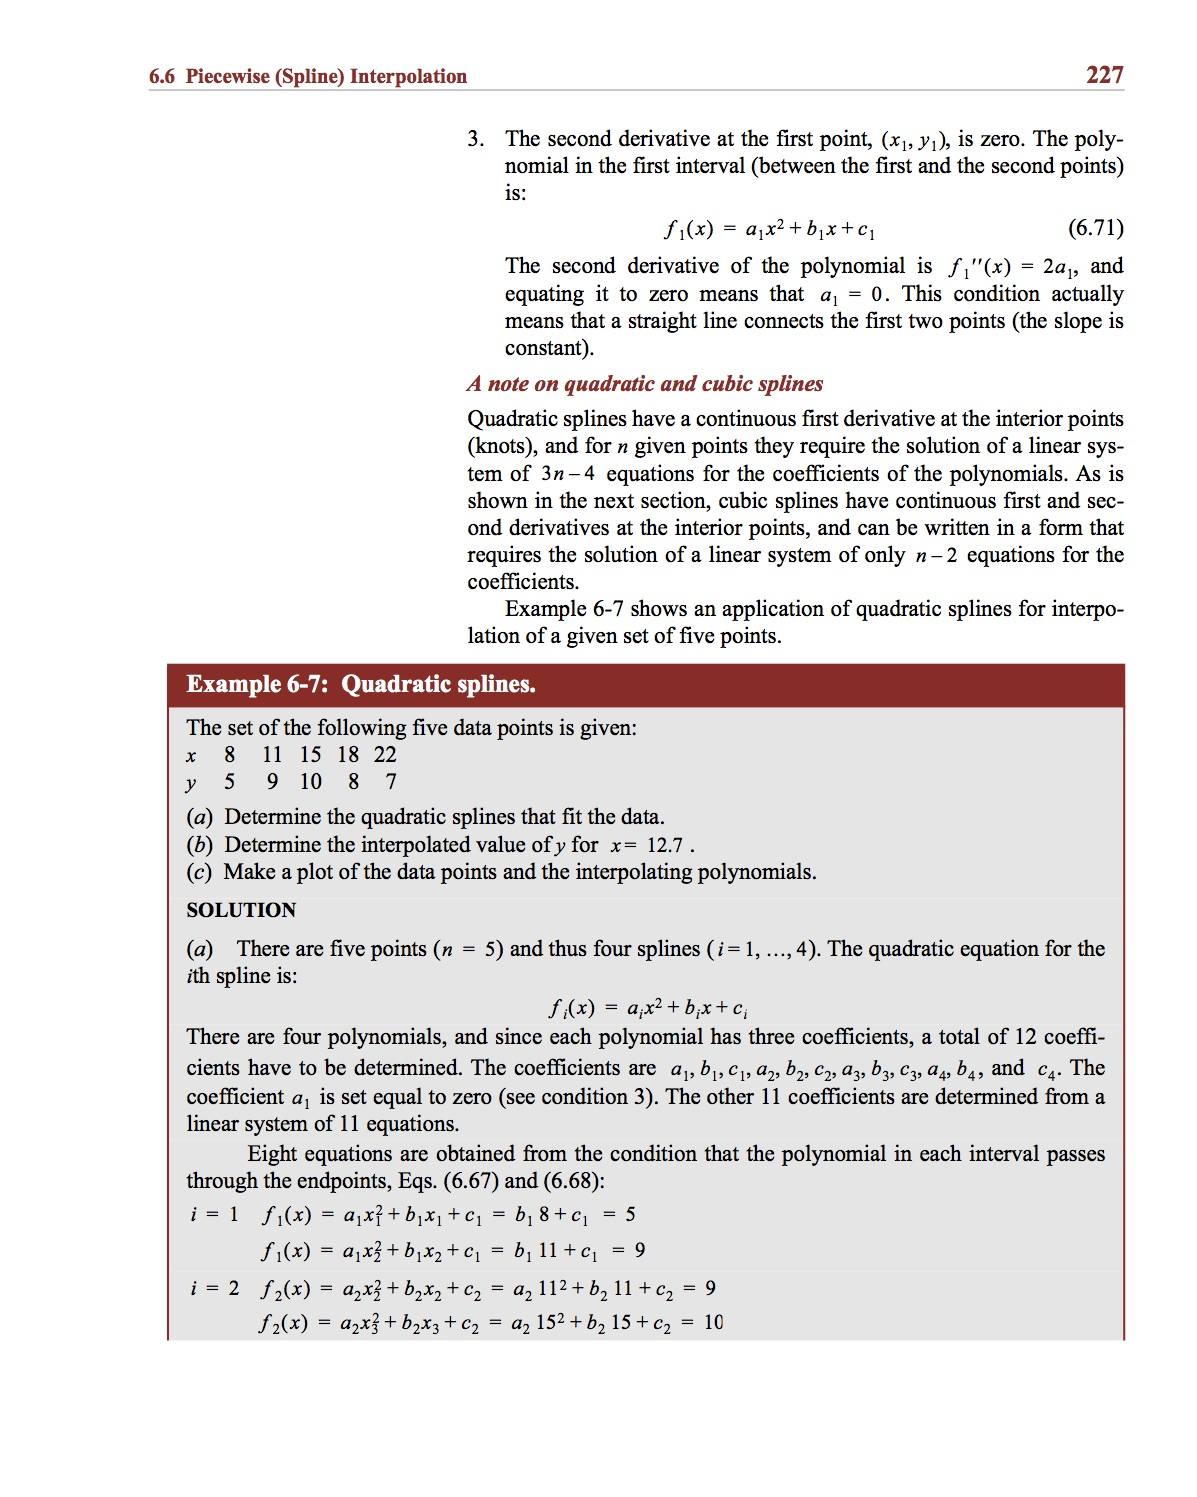 6.6 Piecewise (Spline) Interpolation 227
3. The second derivative at the first point, (x₁, y₁), is zero. The poly-
nomial in the first interval (between the first and the second points)
is:
f₁(x) = a₁x² + b₁x + c₁ (6.71)
The second derivative of the polynomial is f₁''(x) = 2a₁, and
equating it to zero means that a₁ = 0. This condition actually
means that a straight line connects the first two points (the slope is
constant).
A note on quadratic and cubic splines
Quadratic splines have a continuous first derivative at the interior points
(knots), and for n given points they require the solution of a linear sys-
tem of 3n – 4 equations for the coefficients of the polynomials. As is
shown in the next section, cubic splines have continuous first and sec-
ond derivatives at the interior points, and can be written in a form that
requires the solution of a linear system of only n – 2 equations for the
coefficients.
Example 6-7 shows an application of quadratic splines for interpo-
lation of a given set of five points.
Example 6-7: Quadratic splines.
The set of the following five data points is given:
x 8 11 15 18 22
y 5 9 10 8 7
(a) Determine the quadratic splines that fit the data.
(b) Determine the interpolated value of y for x = 12.7 .
(c) Make a plot of the data points and the interpolating polynomials.
SOLUTION
(a) There are five points (n = 5) and thus four splines (i = 1, …, 4). The quadratic equation for the
ith spline is:
fᵢ(x) = aᵢx² + bᵢx + cᵢ
There are four polynomials, and since each polynomial has three coefficients, a total of 12 coeffi-
cients have to be determined. The coefficients are a₁, b₁, c₁, a₂, b₂, c₂, a₃, b₃, c₃, a₄, b₄, and c₄. The
coefficient a₁ is set equal to zero (see condition 3). The other 11 coefficients are determined from a
linear system of 11 equations.
Eight equations are obtained from the condition that the polynomial in each interval passes
through the endpoints, Eqs. (6.67) and (6.68):
i = 1 f₁(x) = a₁x₁² + b₁x₁ + c₁ = b₁ 8 + c₁ = 5
f₁(x) = a₁x₂² + b₁x₂ + c₁ = b₁ 11 + c₁ = 9
i = 2 f₂(x) = a₂x₂² + b₂x₂ + c₂ = a₂ 11² + b₂ 11 + c₂ = 9
f₂(x) = a₂x₃² + b₂x₃ + c₂ = a₂ 15² + b₂ 15 + c₂ = 10